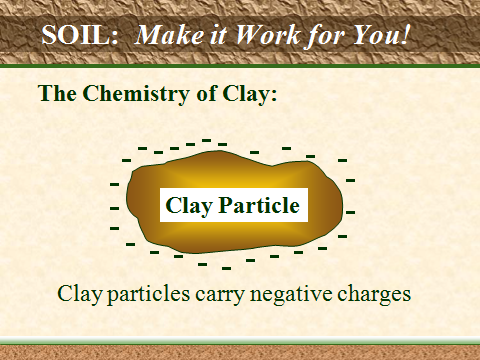 SOIL: Make it Work for You!
The Chemistry of Clay:
Clay Particle
Clay particles carry negative charges